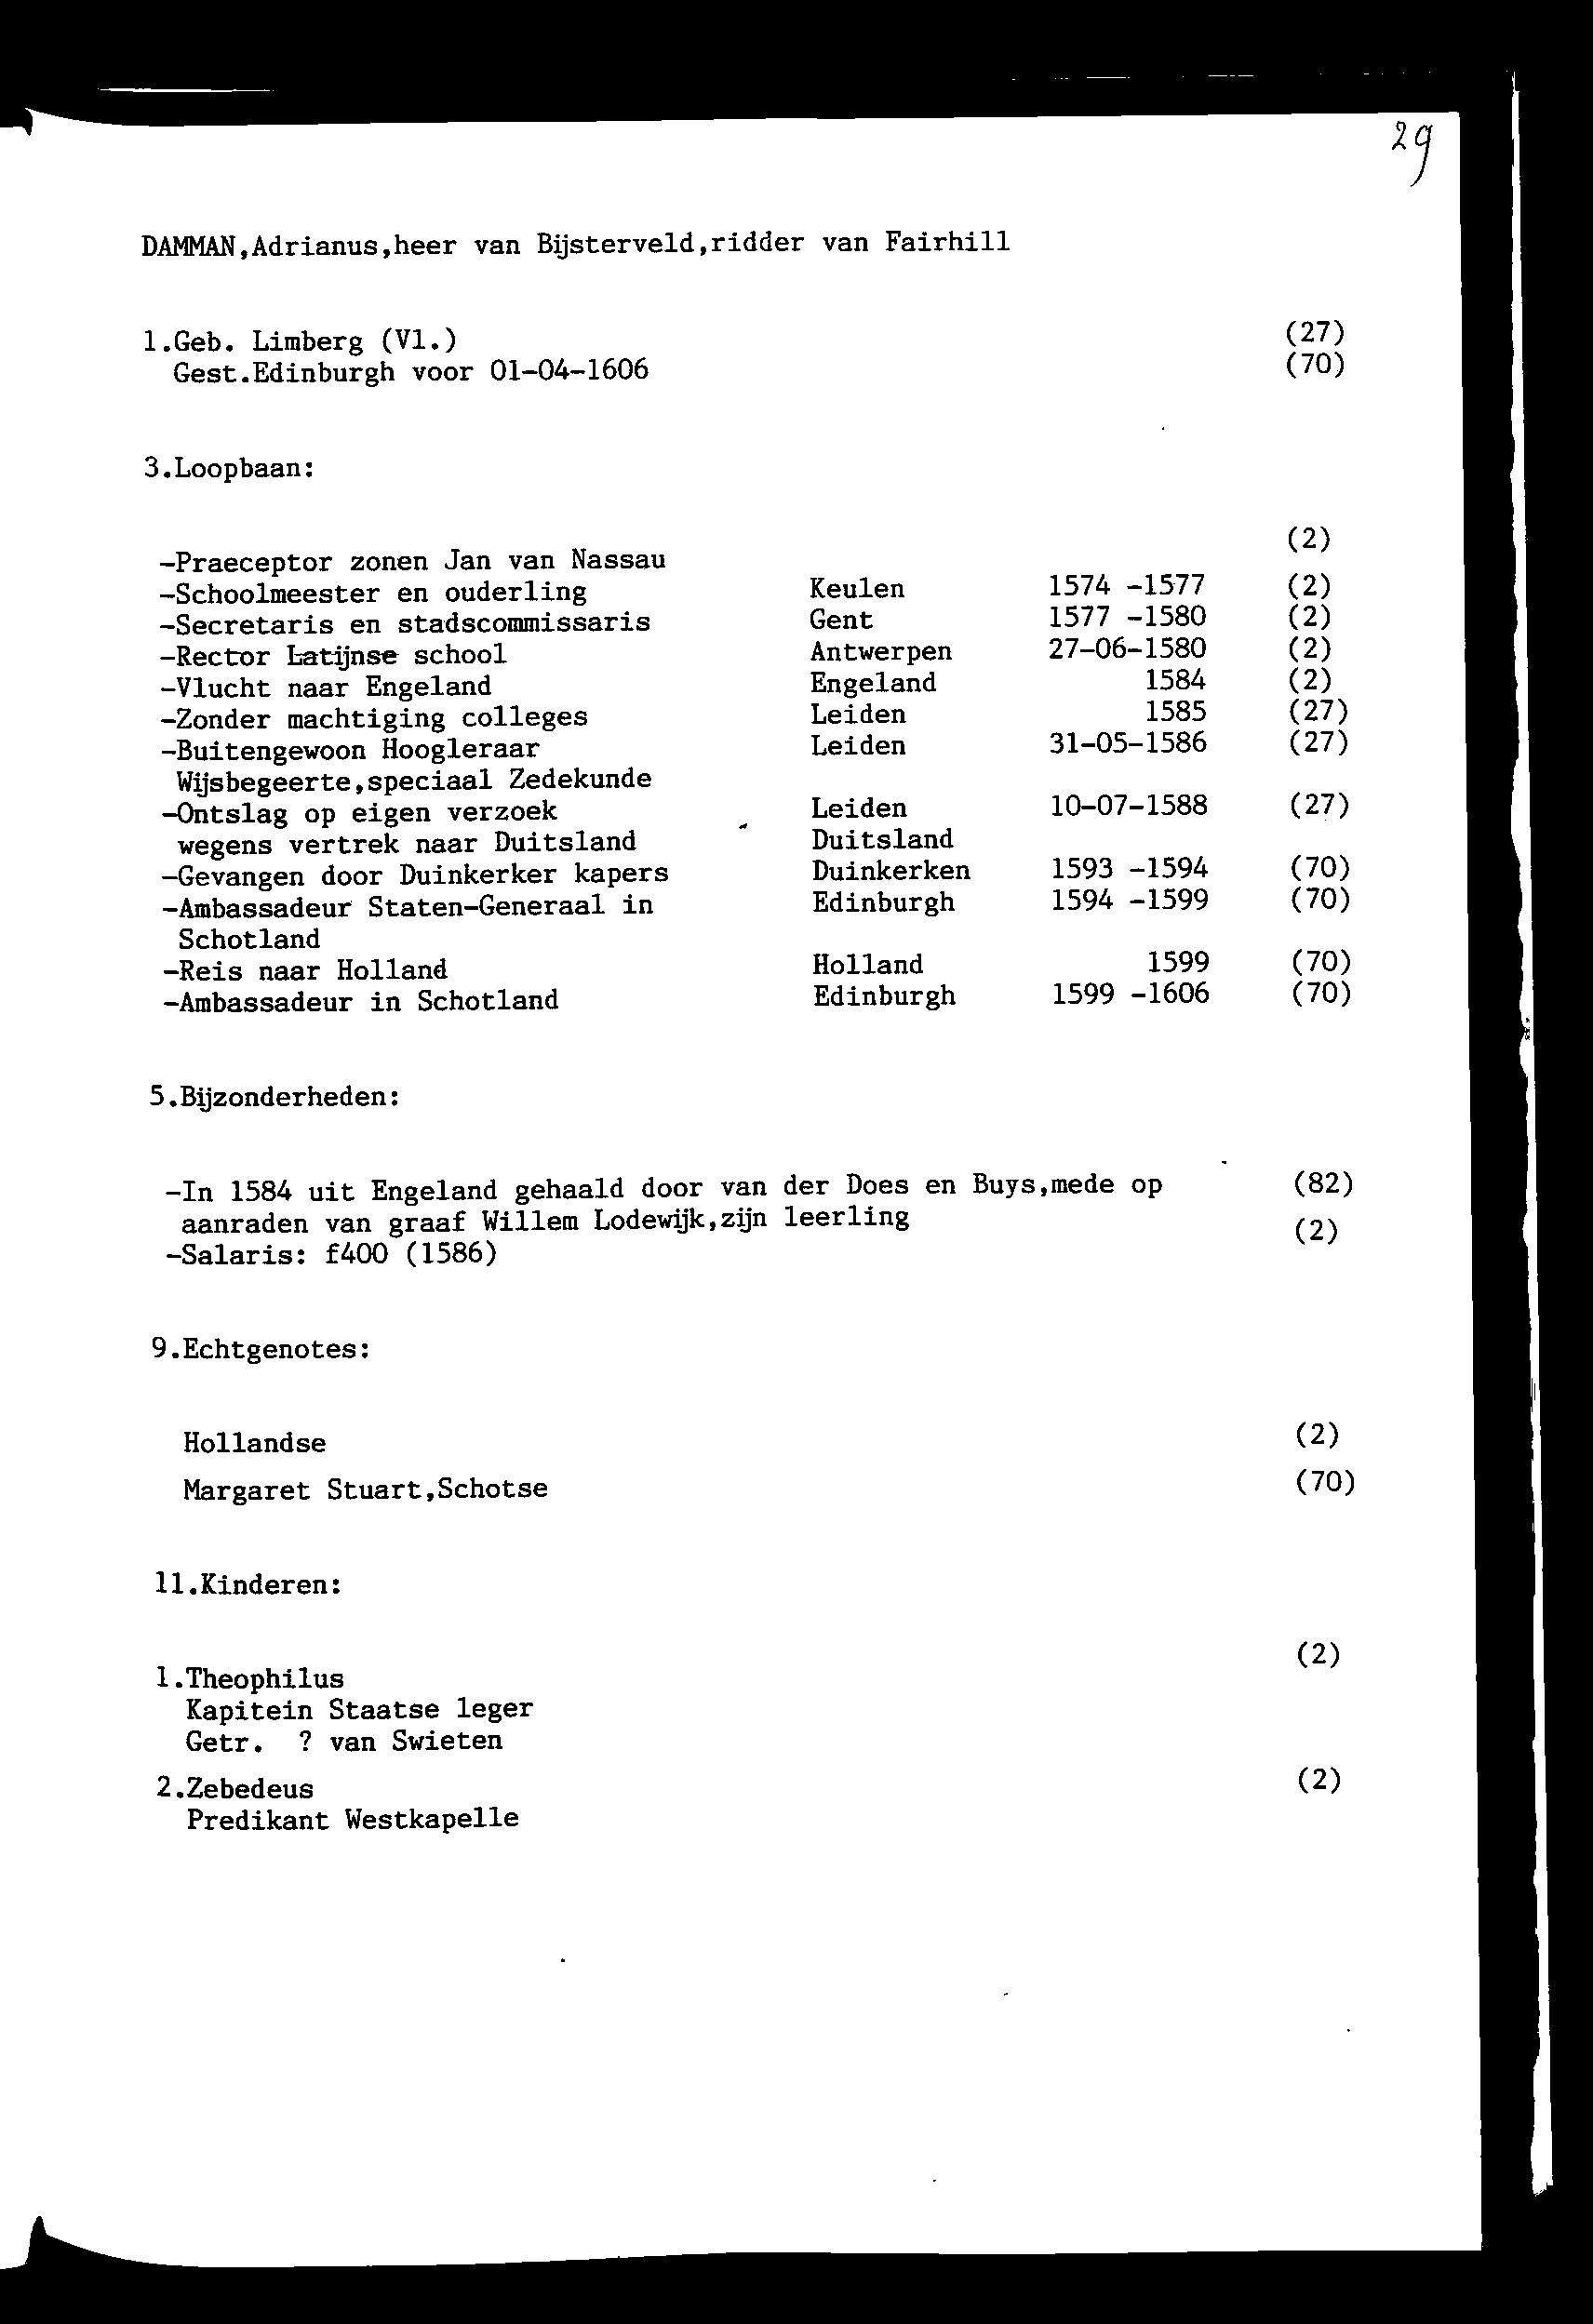 29
DAMMAN,Adrianus,heer van Bijsterveld,ridder van Fairhill
1.Geb. Limberg (Vl.) (27)
Gest.Edinburgh voor 01-04-1606 (70)
3.Loopbaan:
-Praeceptor zonen Jan van Nassau (2)
-Schoolmeester en ouderling Keulen 1574 -1577 (2)
-Secretaris en stadscommissaris Gent 1577 -1580 (2)
-Rector Latijnse school Antwerpen 27-06-1580 (2)
-Vlucht naar Engeland Engeland 1584 (2)
-Zonder machtiging colleges Leiden 1585 (27)
-Buitengewoon Hoogleraar Leiden 31-05-1586 (27)
Wijsbegeerte,speciaal Zedekunde
-Ontslag op eigen verzoek Leiden 10-07-1588 (27)
wegens vertrek naar Duitsland Duitsland
-Gevangen door Duinkerker kapers Duinkerken 1593 -1594 (70)
-Ambassadeur Staten-Generaal in Edinburgh 1594 -1599 (70)
Schotland
-Reis naar Holland Holland 1599 (70)
-Ambassadeur in Schotland Edinburgh 1599 -1606 (70)
5.Bijzonderheden:
-In 1584 uit Engeland gehaald door van der Does en Buys,mede op (82)
aanraden van graaf Willem Lodewijk,zijn leerling
-Salaris: f400 (1586) (2)
9.Echtgenotes:
Hollandse (2)
Margaret Stuart,Schotse (70)
11.Kinderen:
1.Theophilus (2)
Kapitein Staatse leger
Getr. ? van Swieten
2.Zebedeus (2)
Predikant Westkapelle